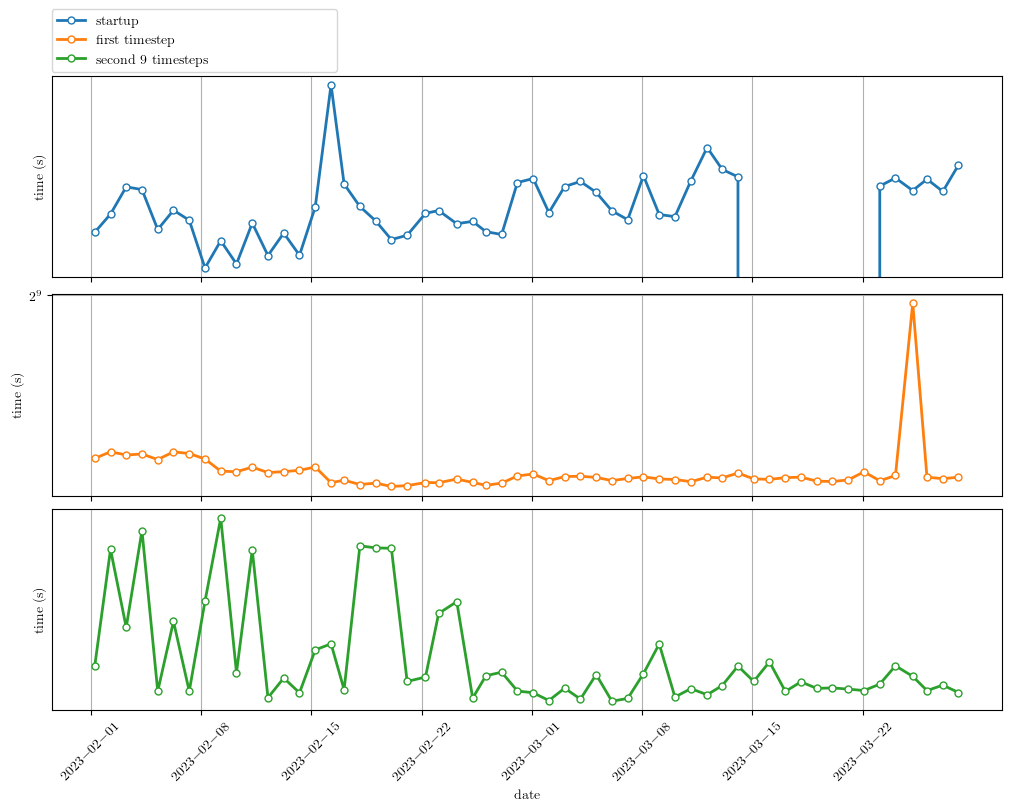 startup
first timestep
second 9 timesteps
time (s)
2⁹
time (s)
time (s)
2023−02−01
2023−02−08
2023−02−15
2023−02−22
2023−03−01
2023−03−08
2023−03−15
2023−03−22
date